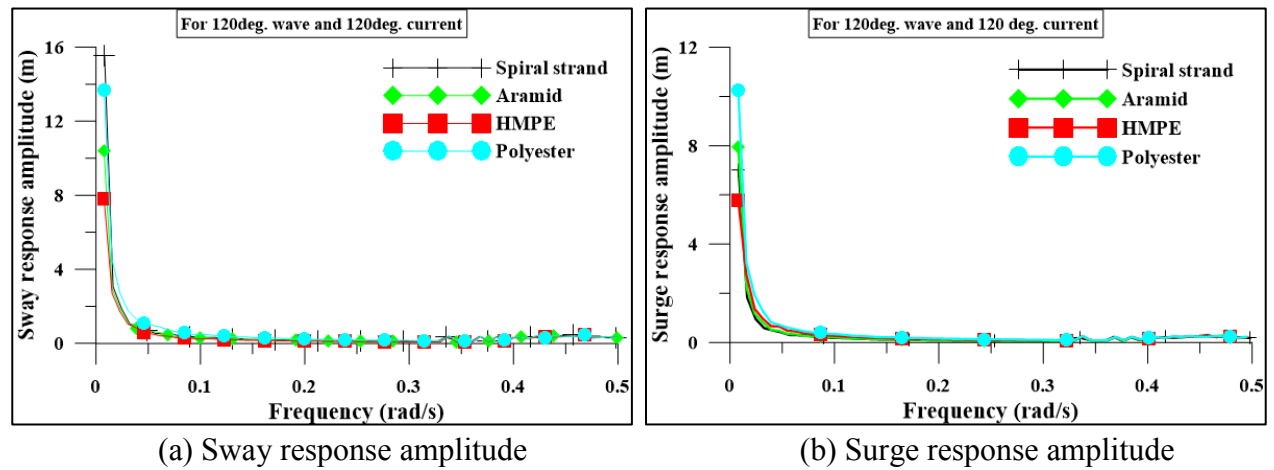 For 120deg. wave and 120deg. current
16
12
8
4
0
Sway response amplitude (m)
Spiral strand
Aramid
HMPE
Polyester
0 0.1 0.2 0.3 0.4 0.5
Frequency (rad/s)
(a) Sway response amplitude
For 120deg. wave and 120 deg. current
12
8
4
0
Surge response amplitude (m)
Spiral strand
Aramid
HMPE
Polyester
0 0.1 0.2 0.3 0.4 0.5
Frequency (rad/s)
(b) Surge response amplitude